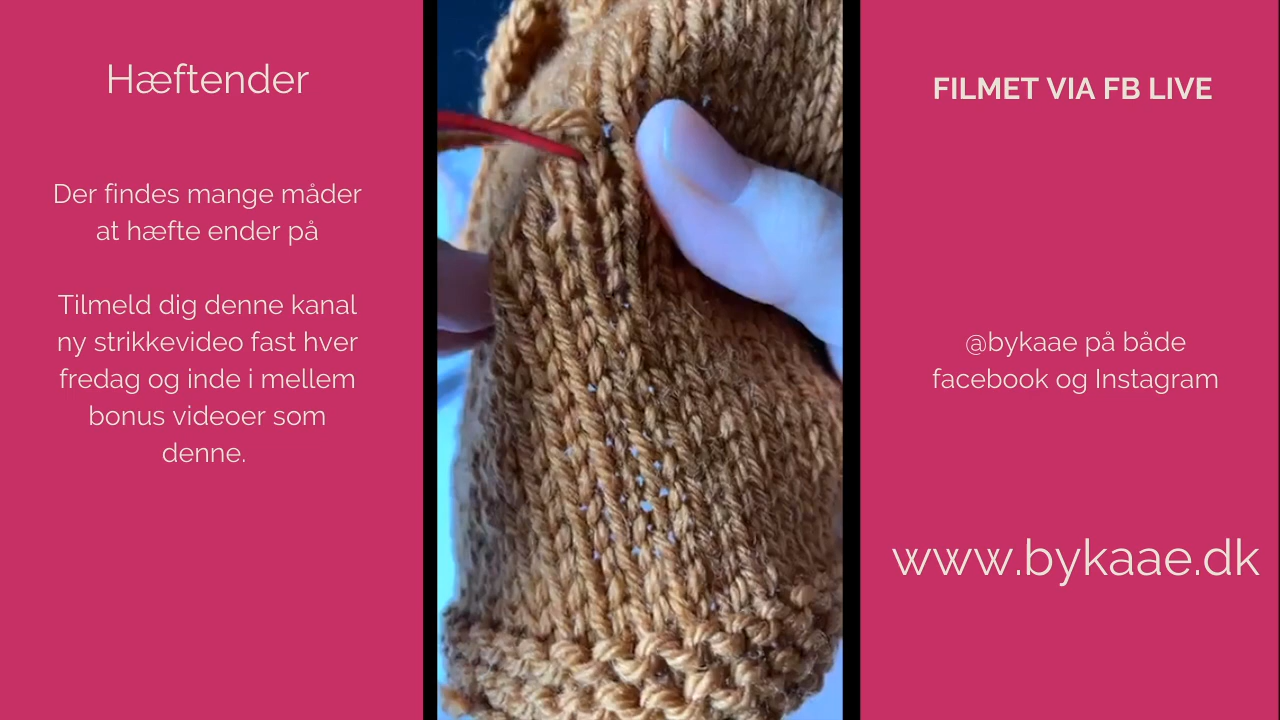 Hæftender
Der findes mange måder
at hæfte ender på
Tilmeld dig denne kanal
ny strikkevideo fast hver
fredag og inde i mellem
bonus videoer som
denne.
FILMET VIA FB LIVE
@bykaae på både
facebook og Instagram
www.bykaae.dk